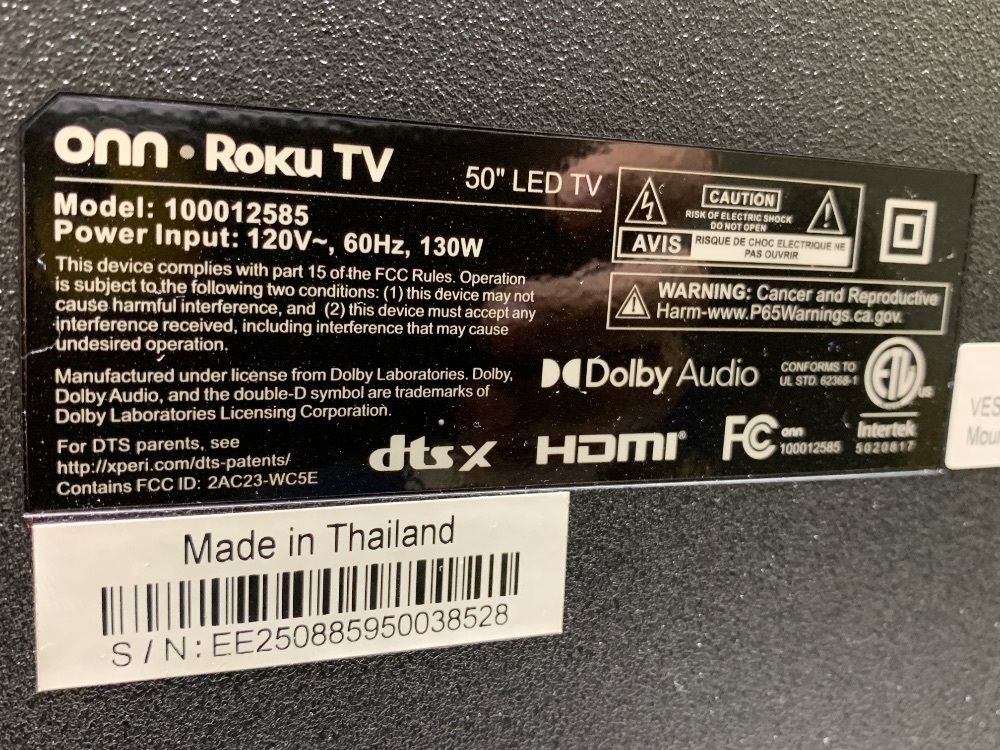 onn • Roku TV
50" LED TV
Model: 100012585
Power Input: 120V~, 60Hz, 130W
This device complies with part 15 of the FCC Rules. Operation
is subject to the following two conditions: (1) this device may not
cause harmful interference, and (2) this device must accept any
interference received, including interference that may cause
undesired operation.
Manufactured under license from Dolby Laboratories. Dolby,
Dolby Audio, and the double-D symbol are trademarks of
Dolby Laboratories Licensing Corporation.
For DTS parents, see
http://xperi.com/dts-patents/
Contains FCC ID: 2AC23-WC5E
CAUTION
RISK OF ELECTRIC SHOCK
DO NOT OPEN
AVIS
RISQUE DE CHOC ELECTRIQUE NE
PAS OUVRIR
WARNING: Cancer and Reproductive
Harm-www.P65Warnings.ca.gov.
Dolby Audio
CONFORMS TO
UL STD. 62368-1
ETL
us
Intertek
5020817
dts x
HDMI®
FC
onn
100012585
VES
Mou
Made in Thailand
S / N: EE250885950038528